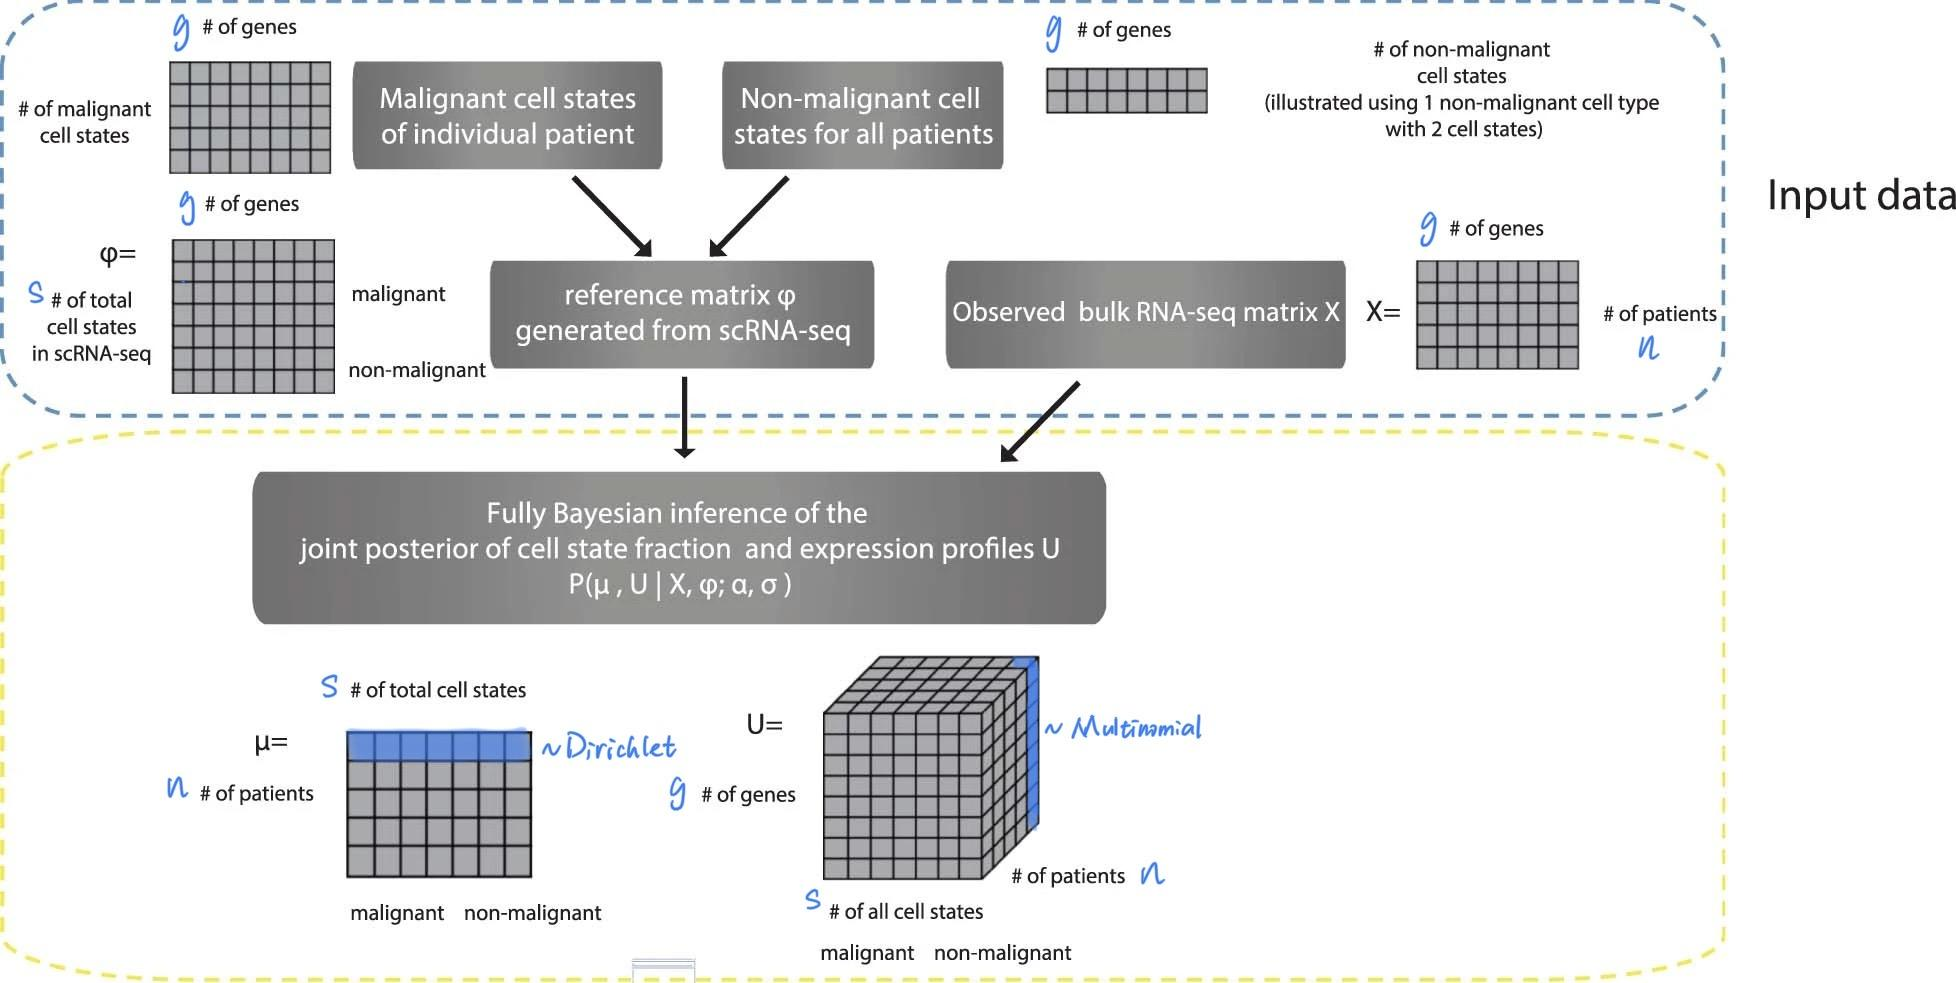 g # of genes
# of malignant
cell states
Malignant cell states
of individual patient
Non-malignant cell
states for all patients
g # of genes
# of non-malignant
cell states
(illustrated using 1 non-malignant cell type
with 2 cell states)
Input data
g # of genes
φ=
s # of total
cell states
in scRNA-seq
malignant
non-malignant
reference matrix φ
generated from scRNA-seq
Observed bulk RNA-seq matrix X
X=
g # of genes
# of patients
n
Fully Bayesian inference of the
joint posterior of cell state fraction and expression profiles U
P(μ , U | X, φ; α, σ )
s # of total cell states
μ=
n # of patients
~ Dirichlet
malignant non-malignant
U=
g # of genes
~ Multinomial
# of patients n
s # of all cell states
malignant non-malignant